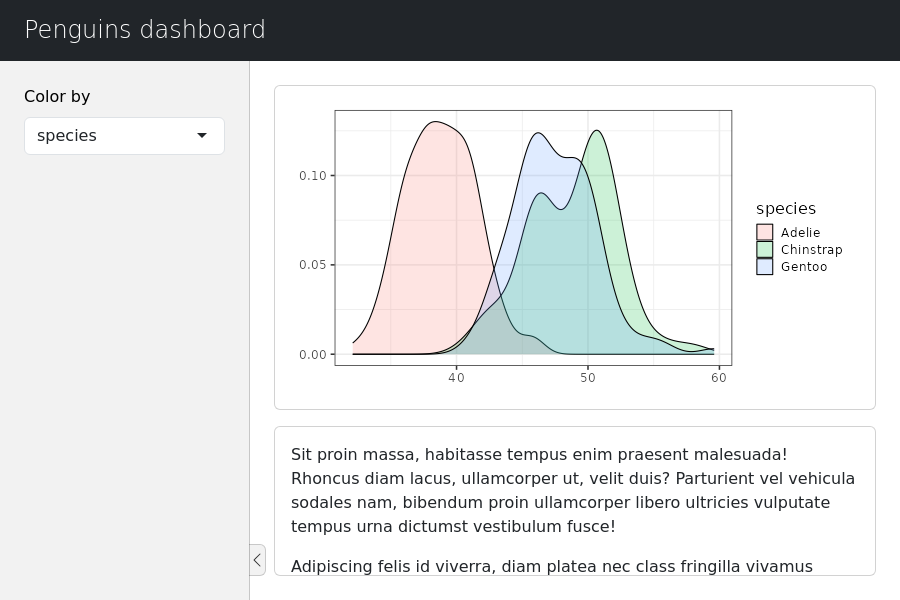 Penguins dashboard
Color by
species
0.10
0.05
0.00
40 50 60
species
Adelie
Chinstrap
Gentoo
Sit proin massa, habitasse tempus enim praesent malesuada!
Rhoncus diam lacus, ullamcorper ut, velit duis? Parturient vel vehicula
sodales nam, bibendum proin ullamcorper libero ultricies vulputate
tempus urna dictumst vestibulum fusce!
Adipiscing felis id viverra, diam platea nec class fringilla vivamus